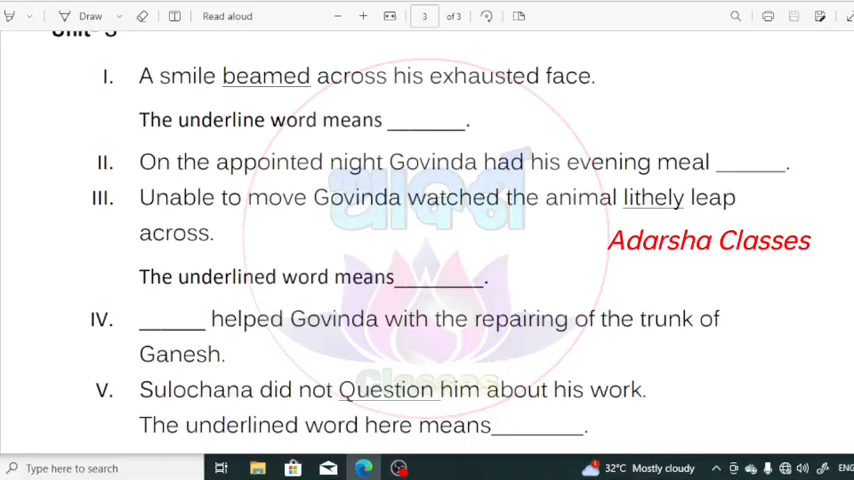 Draw
Read aloud
3
of 3
Unit- 3
I. A smile beamed across his exhausted face.
The underline word means _______.
II. On the appointed night Govinda had his evening meal ______.
III. Unable to move Govinda watched the animal lithely leap
across.
Adarsha Classes
The underlined word means________.
IV. ______ helped Govinda with the repairing of the trunk of
Ganesh.
V. Sulochana did not Question him about his work.
The underlined word here means________.
Classes
Type here to search
1
32°C Mostly cloudy
ENG